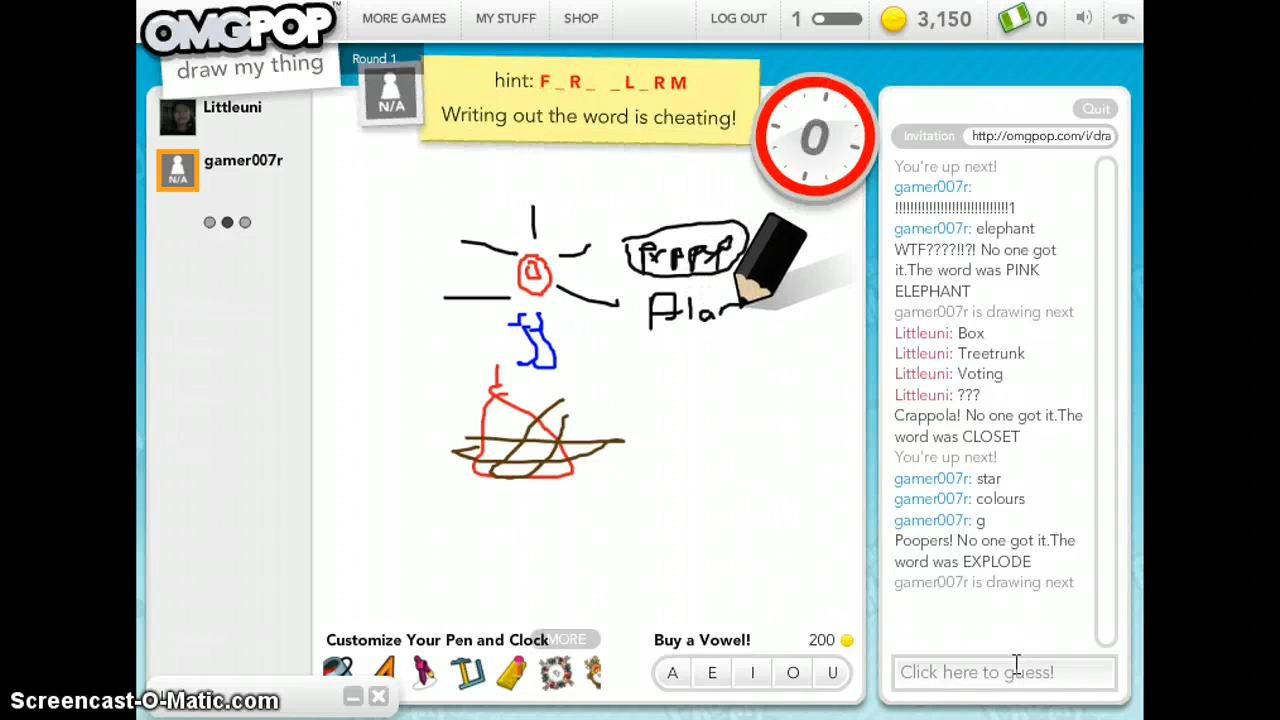 OMGPOP
draw my thing
MORE GAMES
MY STUFF
SHOP
LOG OUT
1
3,150
0
Round 1
N/A
hint: F _ R _ _ L _ R M
Writing out the word is cheating!
0
Littleuni
N/A
gamer007r
Alar
Quit
Invitation
http://omgpop.com/i/dra
You're up next!
gamer007r:
!!!!!!!!!!!!!!!!!!!!!!!!!!!!!1
gamer007r: elephant
WTF????!!?! No one got
it.The word was PINK
ELEPHANT
gamer007r is drawing next
Littleuni: Box
Littleuni: Treetrunk
Littleuni: Voting
Littleuni: ???
Crappola! No one got it.The
word was CLOSET
You're up next!
gamer007r: star
gamer007r: colours
gamer007r: g
Poopers! No one got it.The
word was EXPLODE
gamer007r is drawing next
Click here to guess!
Customize Your Pen and Clock
MORE
Buy a Vowel!
200
A E I O U
Screencast-O-Matic.com